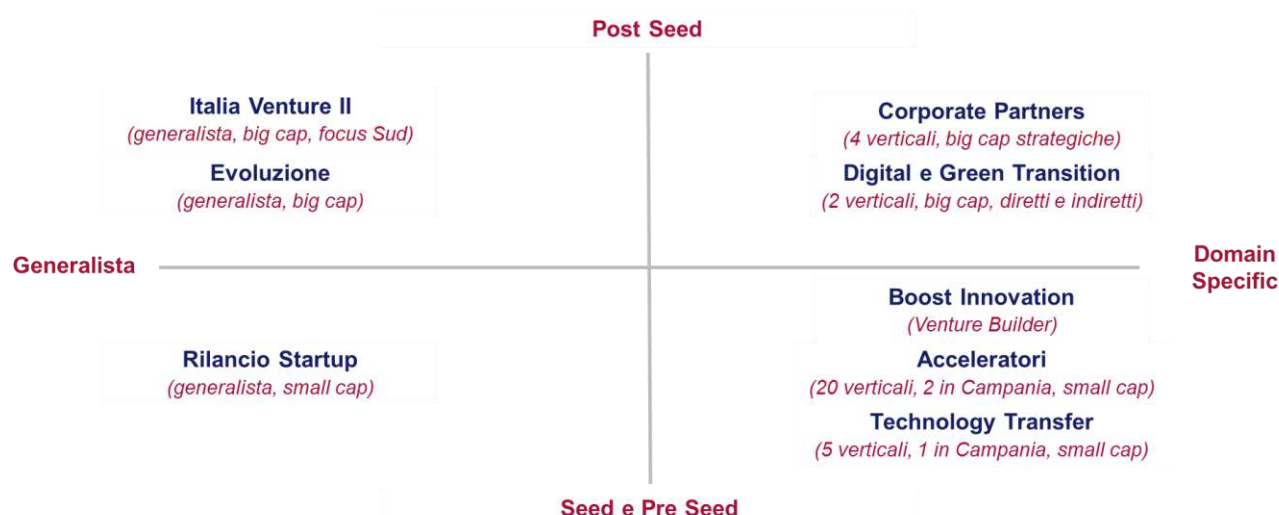 Post Seed
Italia Venture II
(generalista, big cap, focus Sud)
Evoluzione
(generalista, big cap)
Corporate Partners
(4 verticali, big cap strategiche)
Digital e Green Transition
(2 verticali, big cap, diretti e indiretti)
Generalista
Domain
Specific
Rilancio Startup
(generalista, small cap)
Boost Innovation
(Venture Builder)
Acceleratori
(20 verticali, 2 in Campania, small cap)
Technology Transfer
(5 verticali, 1 in Campania, small cap)
Seed e Pre Seed